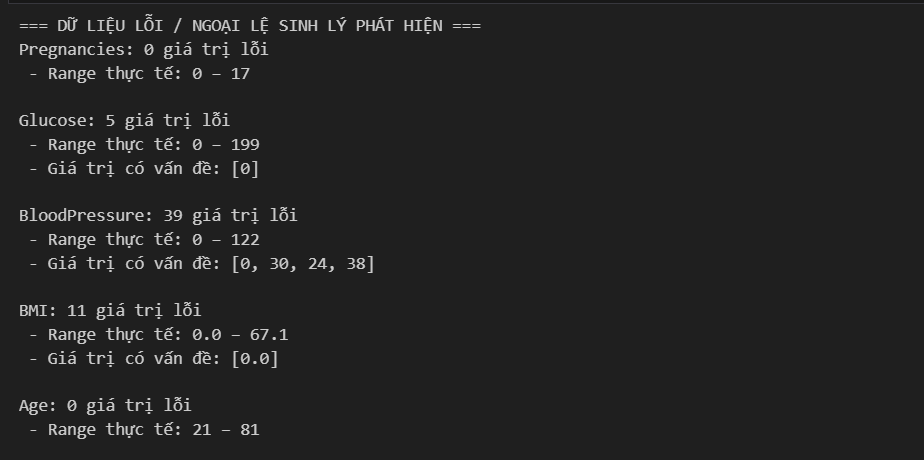 === DỮ LIỆU LỖI / NGOẠI LỆ SINH LÝ PHÁT HIỆN ===
Pregnancies: 0 giá trị lỗi
- Range thực tế: 0 – 17
Glucose: 5 giá trị lỗi
- Range thực tế: 0 – 199
- Giá trị có vấn đề: [0]
BloodPressure: 39 giá trị lỗi
- Range thực tế: 0 – 122
- Giá trị có vấn đề: [0, 30, 24, 38]
BMI: 11 giá trị lỗi
- Range thực tế: 0.0 – 67.1
- Giá trị có vấn đề: [0.0]
Age: 0 giá trị lỗi
- Range thực tế: 21 – 81